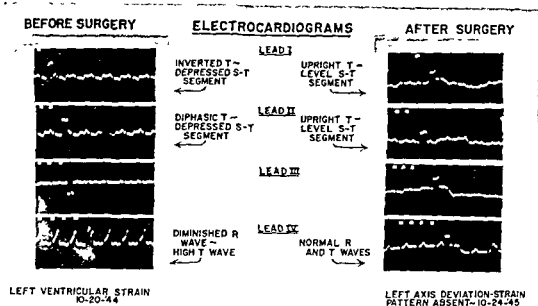 BEFORE SURGERY
ELECTROCARDIOGRAMS
AFTER SURGERY
LEAD I
INVERTED T~
DEPRESSED S-T
SEGMENT
UPRIGHT T-
LEVEL S-T
SEGMENT
LEAD II
DIPHASIC T~
DEPRESSED S-T
SEGMENT
UPRIGHT T-
LEVEL S-T
SEGMENT
LEAD III
LEAD IV
DIMINISHED R
WAVE~
HIGH T WAVE
NORMAL R
AND T WAVES
LEFT VENTRICULAR STRAIN
10-20-'44
LEFT AXIS DEVIATION-STRAIN
PATTERN ABSENT~10-24-'45